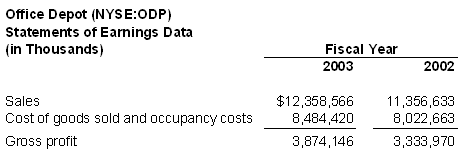 Office Depot (NYSE:ODP)
Statements of Earnings Data
(in Thousands) Fiscal Year
2003 2002
Sales $12,358,566 11,356,633
Cost of goods sold and occupancy costs 8,484,420 8,022,663
Gross profit 3,874,146 3,333,970